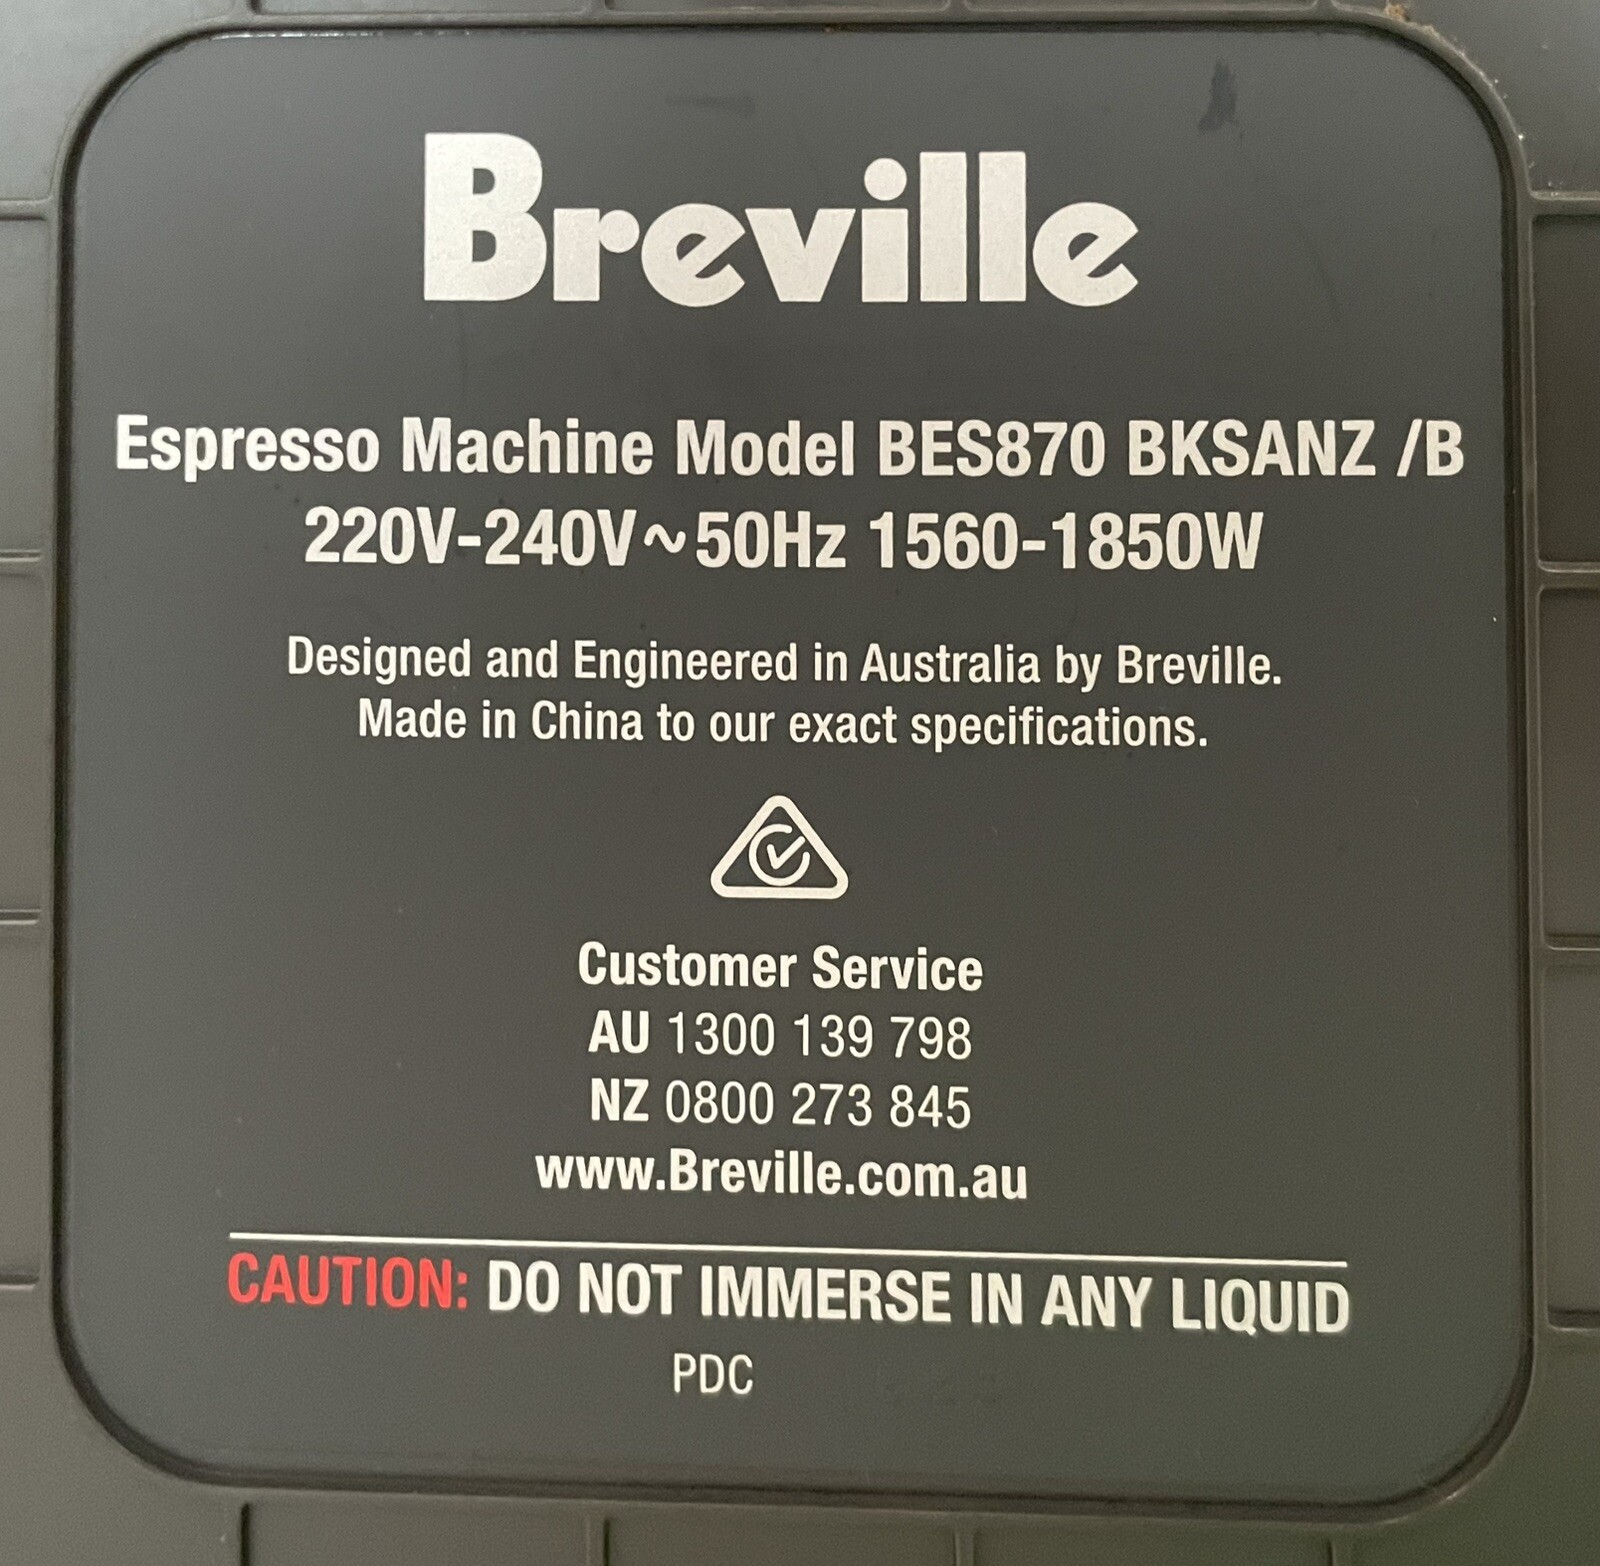 Breville
Espresso Machine Model BES870 BKSANZ /B
220V-240V~50Hz 1560-1850W
Designed and Engineered in Australia by Breville.
Made in China to our exact specifications.
Customer Service
AU 1300 139 798
NZ 0800 273 845
www.Breville.com.au
CAUTION: DO NOT IMMERSE IN ANY LIQUID
PDC